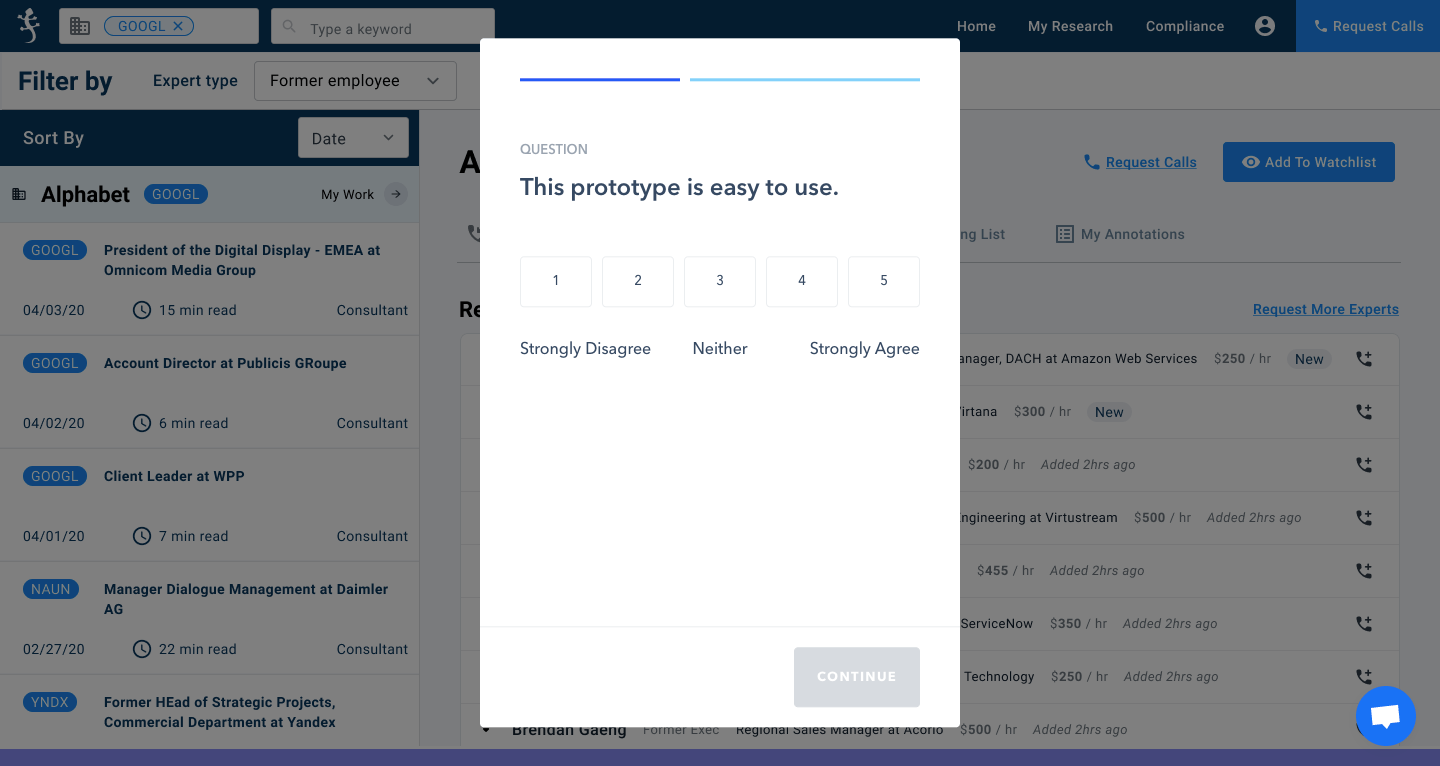 GOOGL
Type a keyword
Home
My Research
Compliance
Request Calls
Filter by
Expert type
Former employee
Sort By
Date
Alphabet
GOOGL
My Work
GOOGL
President of the Digital Display - EMEA at
Omnicom Media Group
04/03/20
15 min read
Consultant
GOOGL
Account Director at Publicis GRoupe
04/02/20
6 min read
Consultant
GOOGL
Client Leader at WPP
04/01/20
7 min read
Consultant
NAUN
Manager Dialogue Management at Daimler
AG
02/27/20
22 min read
Consultant
YNDX
Former HEad of Strategic Projects,
Commercial Department at Yandex
QUESTION
This prototype is easy to use.
1
2
3
4
5
Strongly Disagree
Neither
Strongly Agree
CONTINUE
A
Request Calls
Add To Watchlist
ng List
My Annotations
Re
Request More Experts
anager, DACH at Amazon Web Services
$250 / hr
New
irtana
$300 / hr
New
$200 / hr
Added 2hrs ago
Engineering at Virtustream
$500 / hr
Added 2hrs ago
$455 / hr
Added 2hrs ago
ServiceNow
$350 / hr
Added 2hrs ago
Technology
$250 / hr
Added 2hrs ago
Brendan Gaeng
Former Exec
Regional Sales Manager at Acorio
$500 / hr
Added 2hrs ago